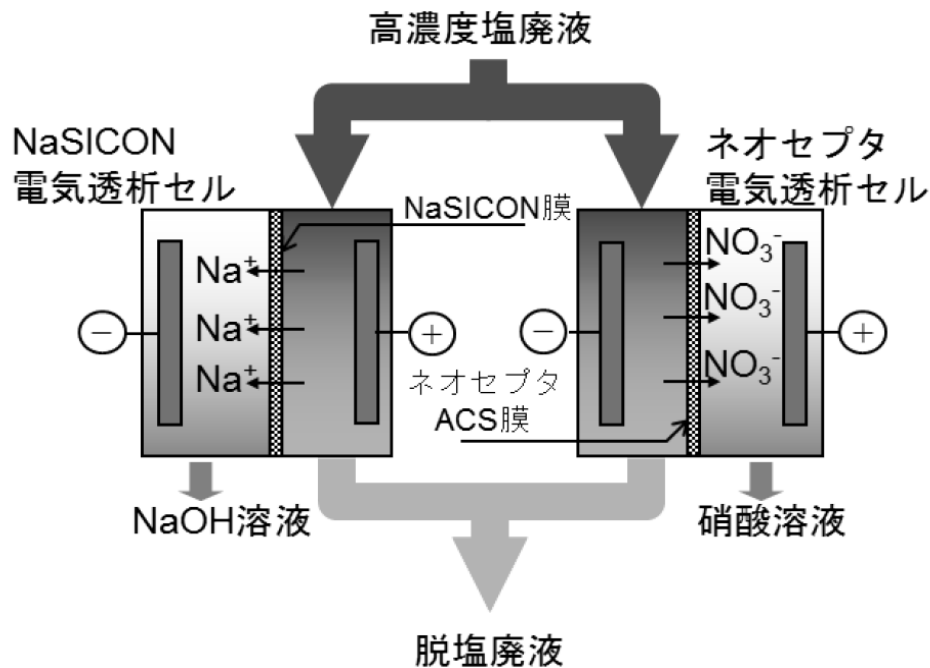 高濃度塩廃液
NaSICON
電気透析セル
ネオセプタ
電気透析セル
NaSICON膜
Na⁺
Na⁺
Na⁺
−
+
ネオセプタ
ACS膜
−
NO₃⁻
NO₃⁻
NO₃⁻
+
NaOH溶液
硝酸溶液
脱塩廃液